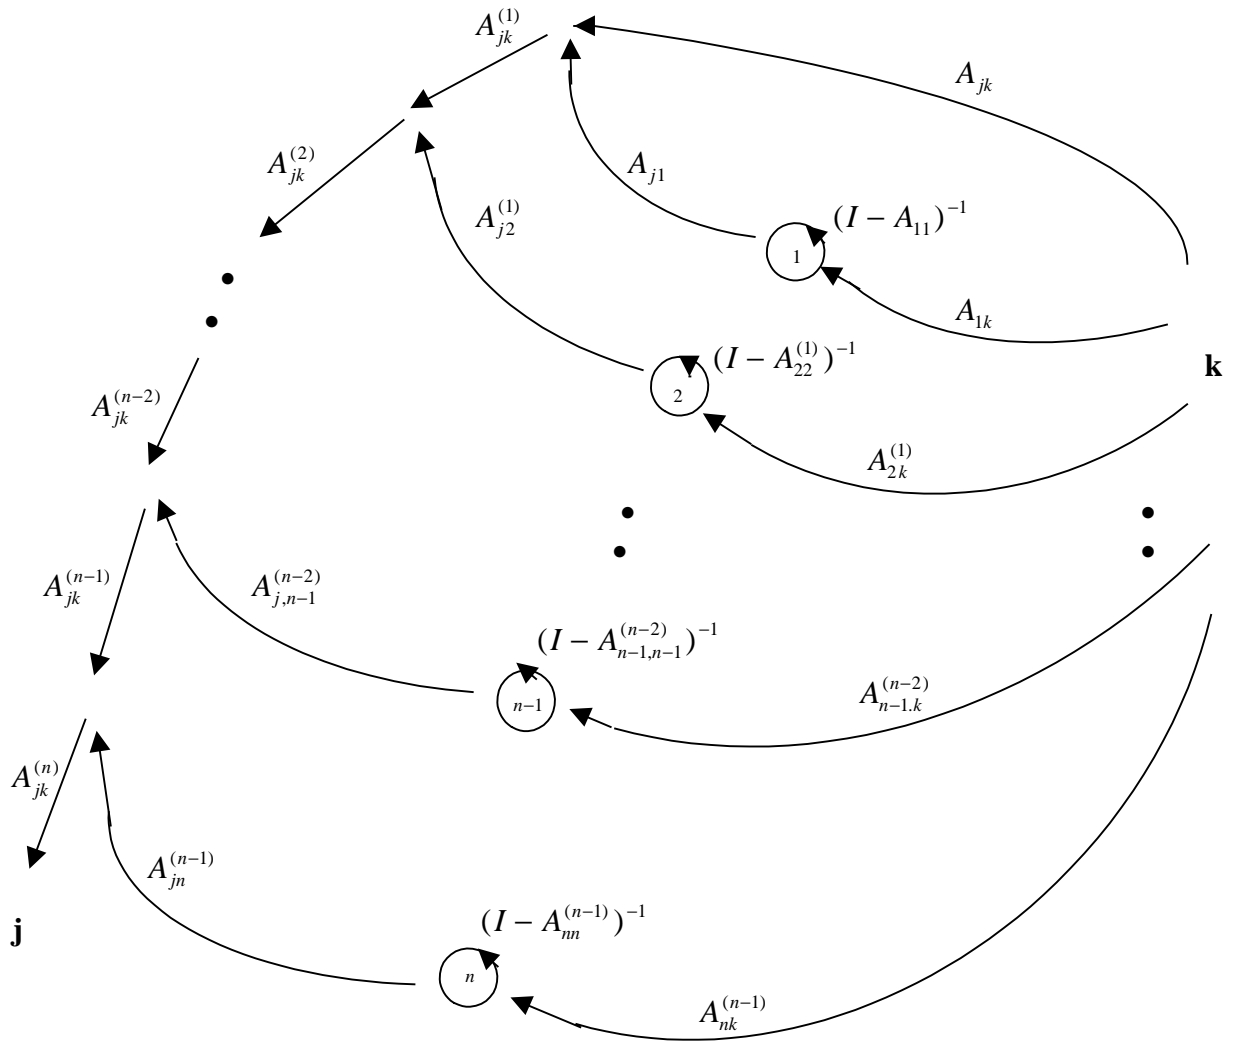 A_{jk}^{(1)}
A_{jk}
A_{jk}^{(2)}
A_{j1}
A_{j2}^{(1)}
(I − A_{11})^{−1}
1
A_{1k}
(I − A_{22}^{(1)})^{−1}
k
2
A_{jk}^{(n−2)}
A_{2k}^{(1)}
A_{jk}^{(n−1)}
A_{j,n−1}^{(n−2)}
(I − A_{n−1,n−1}^{(n−2)})^{−1}
n−1
A_{n−1.k}^{(n−2)}
A_{jk}^{(n)}
A_{jn}^{(n−1)}
j
(I − A_{nn}^{(n−1)})^{−1}
n
A_{nk}^{(n−1)}